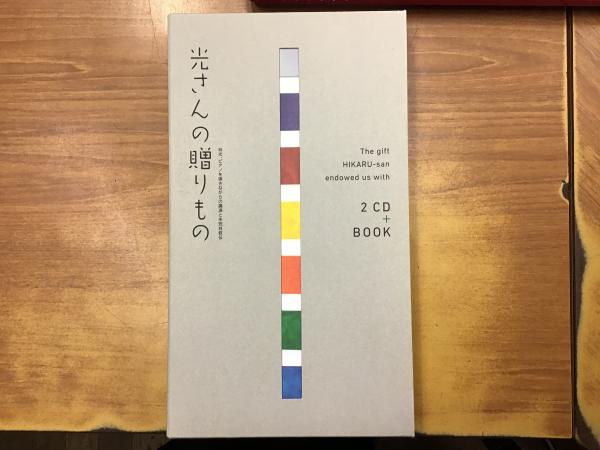 光さんの贈りもの
The gift
HIKARU-san
endowed us with
2 CD
+
BOOK